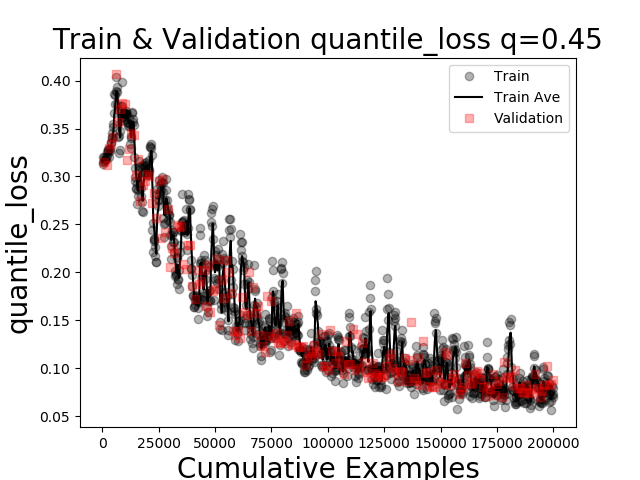 Train & Validation quantile_loss q=0.45
0.40
0.35
0.30
0.25
0.20
0.15
0.10
0.05
quantile_loss
Train
Train Ave
Validation
0 25000 50000 75000 100000 125000 150000 175000 200000
Cumulative Examples